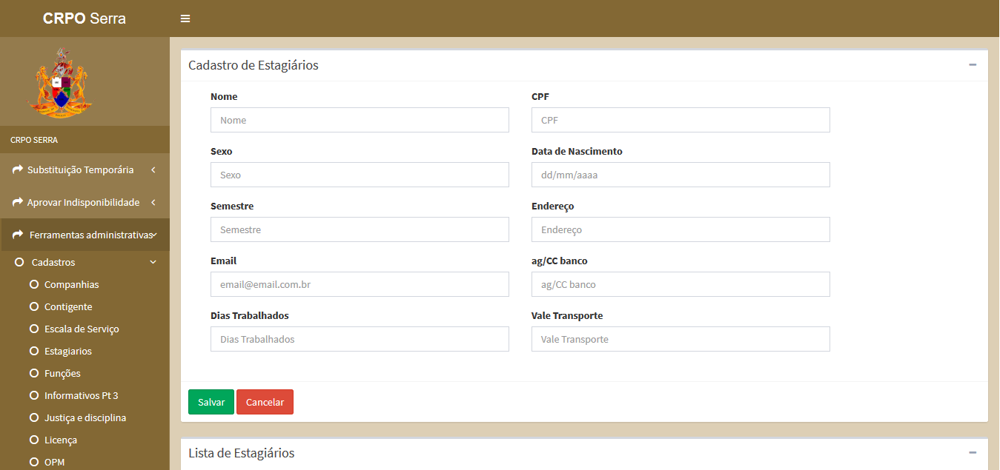 CRPO Serra
CRPO SERRA
Substituição Temporária
Aprovar Indisponibilidade
Ferramentas administrativas
Cadastros
Companhias
Contigente
Escala de Serviço
Estagiarios
Funções
Informativos Pt 3
Justiça e disciplina
Licença
OPM
Cadastro de Estagiários
Nome
Nome
CPF
CPF
Sexo
Sexo
Data de Nascimento
dd/mm/aaaa
Semestre
Semestre
Endereço
Endereço
Email
email@email.com.br
ag/CC banco
ag/CC banco
Dias Trabalhados
Dias Trabalhados
Vale Transporte
Vale Transporte
Salvar
Cancelar
Lista de Estagiários